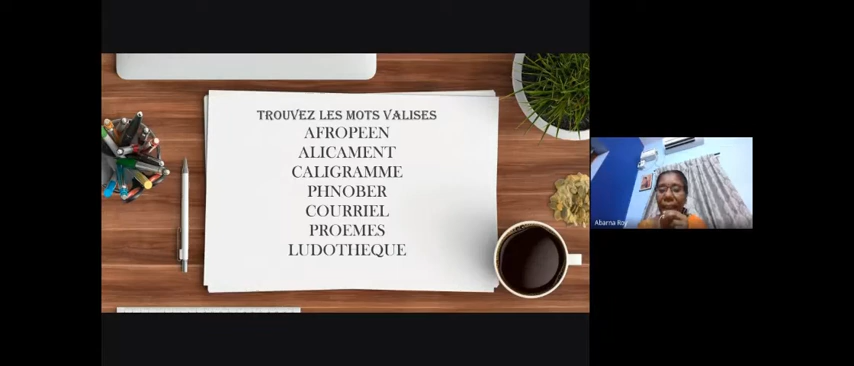 TROUVEZ LES MOTS VALISES
AFROPEEN
ALICAMENT
CALIGRAMME
PHNOBER
COURRIEL
PROEMES
LUDOTHEQUE
Abarna Roy